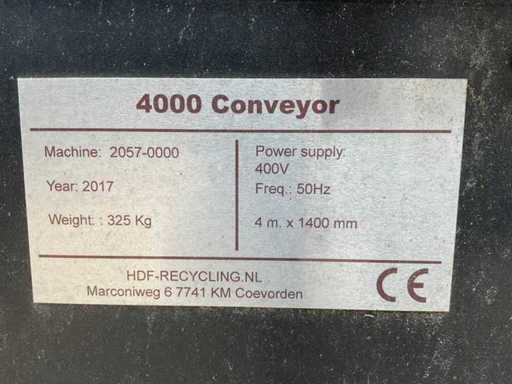 4000 Conveyor
Machine: 2057-0000
Year: 2017
Weight: : 325 Kg
Power supply:
400V
Freq.: 50Hz
4 m. x 1400 mm
HDF-RECYCLING.NL
Marconiweg 6 7741 KM Coevorden
CE